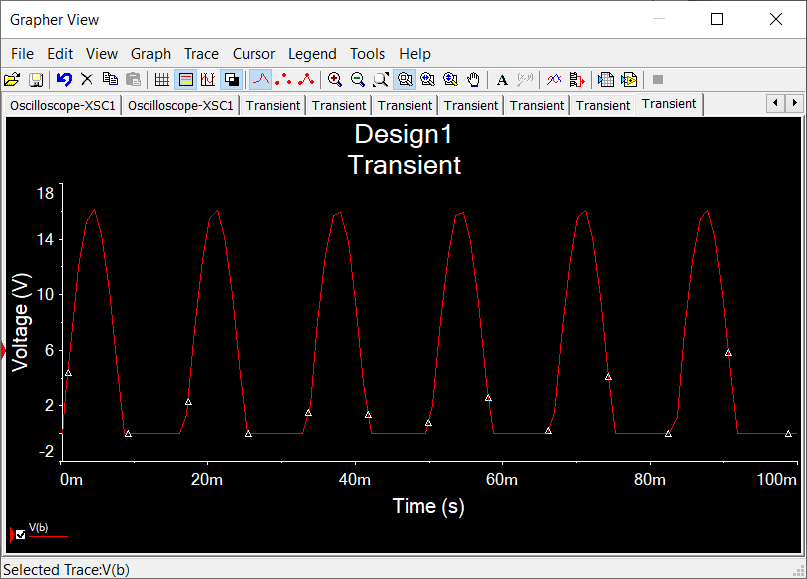 Grapher View
File Edit View Graph Trace Cursor Legend Tools Help
A
Oscilloscope-XSC1 Oscilloscope-XSC1 Transient Transient Transient Transient Transient Transient Transient
Design1
Transient
18
14
10
6
2
-2
Voltage (V)
0m 20m 40m 60m 80m 100m
Time (s)
V(b)
Selected Trace:V(b)